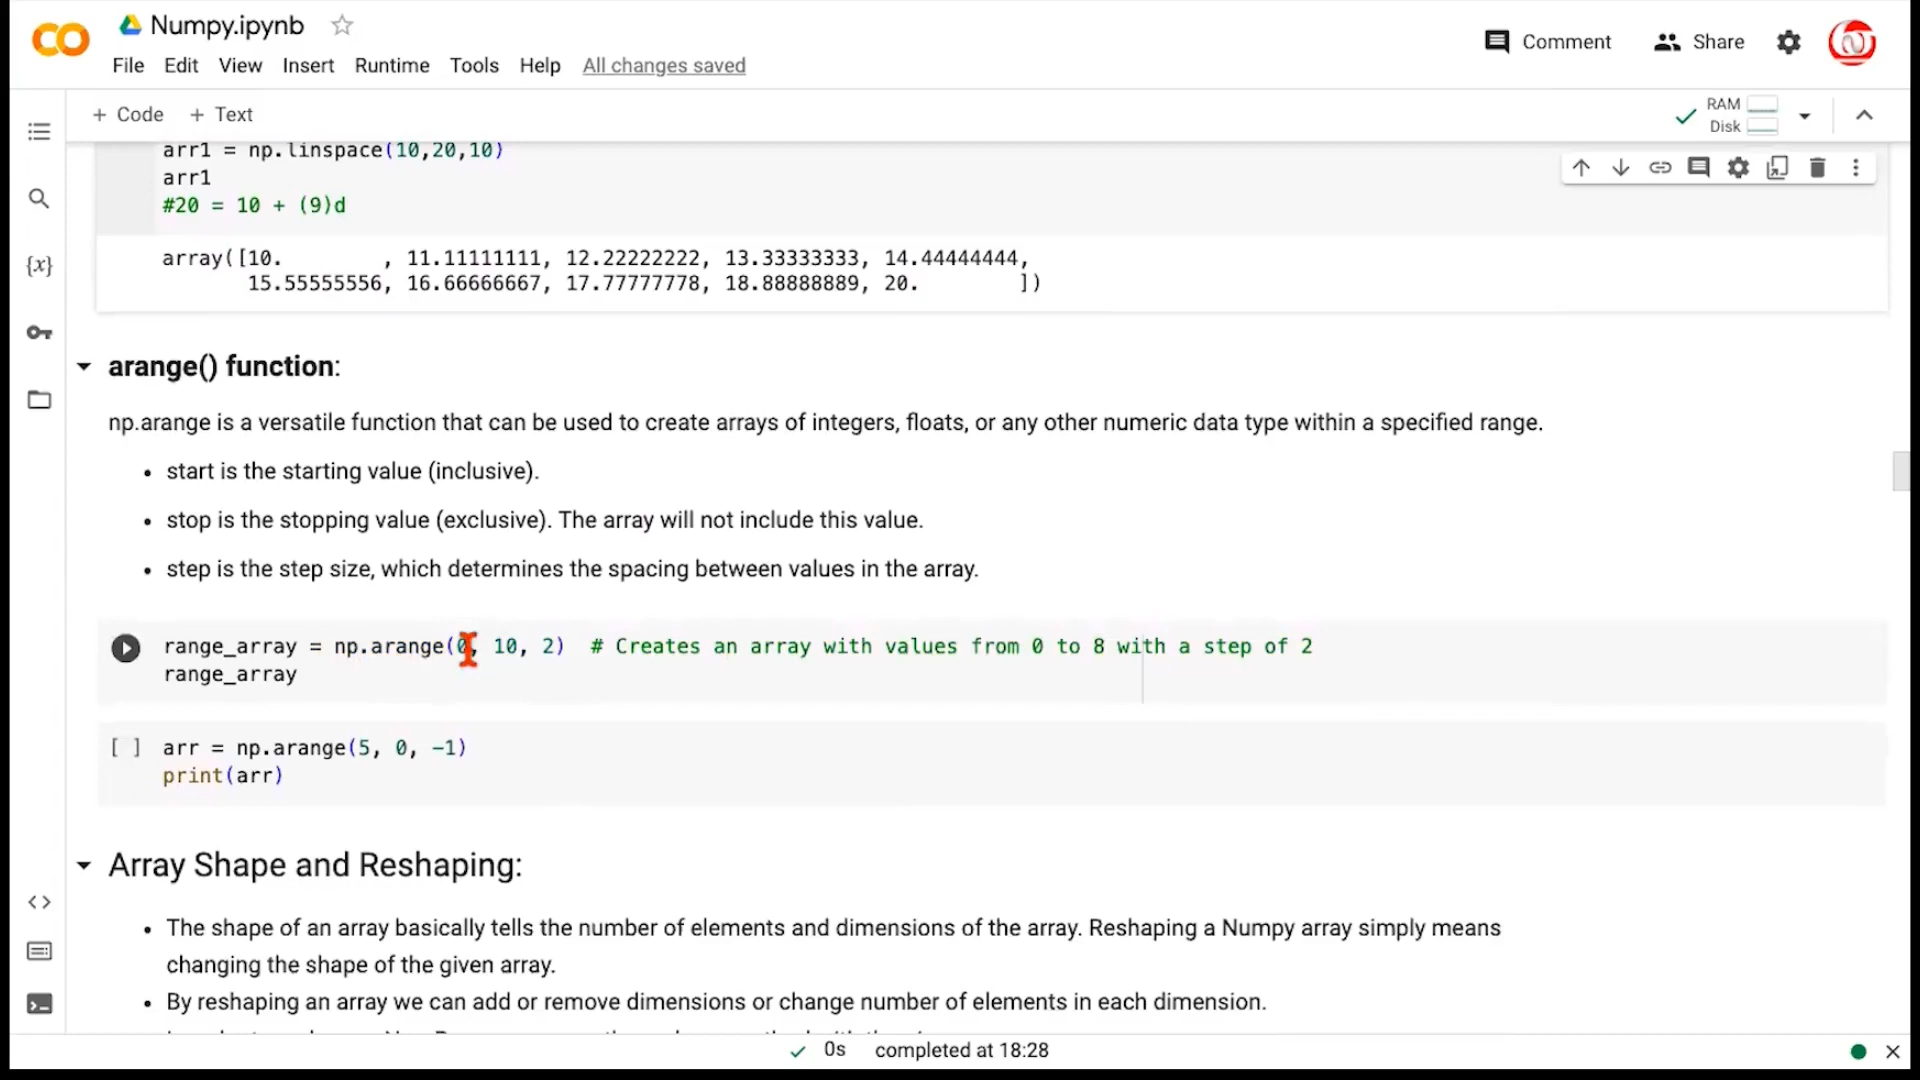 Numpy.ipynb
File Edit View Insert Runtime Tools Help All changes saved
Comment Share
+ Code + Text
RAM
Disk
arr1 = np.linspace(10,20,10)
arr1
#20 = 10 + (9)d
array([10.        , 11.11111111, 12.22222222, 13.33333333, 14.44444444,
       15.55555556, 16.66666667, 17.77777778, 18.88888889, 20.        ])
arange() function:
np.arange is a versatile function that can be used to create arrays of integers, floats, or any other numeric data type within a specified range.
• start is the starting value (inclusive).
• stop is the stopping value (exclusive). The array will not include this value.
• step is the step size, which determines the spacing between values in the array.
range_array = np.arange(0, 10, 2)  # Creates an array with values from 0 to 8 with a step of 2
range_array
[ ] arr = np.arange(5, 0, -1)
print(arr)
Array Shape and Reshaping:
• The shape of an array basically tells the number of elements and dimensions of the array. Reshaping a Numpy array simply means
changing the shape of the given array.
• By reshaping an array we can add or remove dimensions or change number of elements in each dimension.
0s completed at 18:28